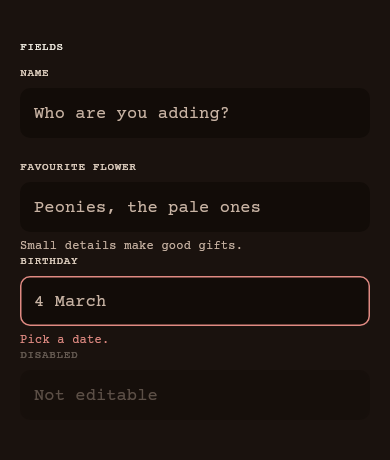 FIELDS
NAME
Who are you adding?
FAVOURITE FLOWER
Peonies, the pale ones
Small details make good gifts.
BIRTHDAY
4 March
Pick a date.
DISABLED
Not editable